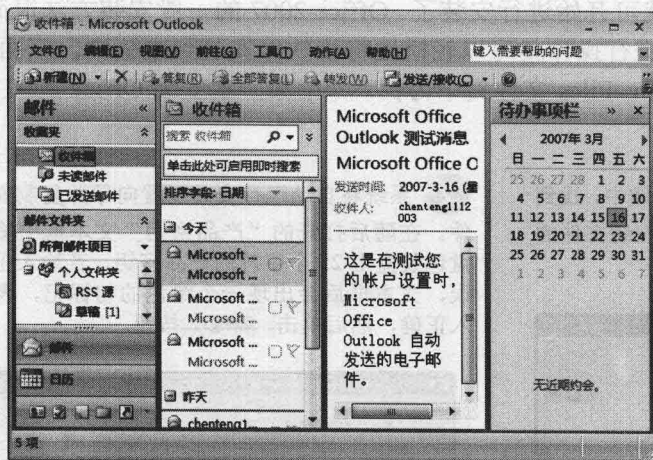 收件箱 - Microsoft Outlook
文件(F) 编辑(E) 视图(V) 前往(G) 工具(T) 动作(A) 帮助(H) 键入需要帮助的问题
新建(N) 答复(R) 全部答复(L) 转发(W) 发送/接收(C)
邮件 «
收藏夹
收件箱
未读邮件
已发送邮件
邮件文件夹
所有邮件项目
个人文件夹
RSS 源
草稿 [1]
邮件
日历
收件箱
搜索 收件箱
单击此处可启用即时搜索
排序字段: 日期
今天
Microsoft ...
Microsoft ...
Microsoft ...
Microsoft ...
Microsoft ...
Microsoft ...
昨天
chenteng1...
Microsoft Office
Outlook 测试消息
Microsoft Office O
发送时间: 2007-3-16 (星
收件人: chenteng1112
003
这是在测试您
的帐户设置时,
Microsoft
Office
Outlook 自动
发送的电子邮
件。
待办事项栏 » ×
2007年 3月
日 一 二 三 四 五 六
25 26 27 28 1 2 3
4 5 6 7 8 9 10
11 12 13 14 15 16 17
18 19 20 21 22 23 24
25 26 27 28 29 30 31
1 2 3 4 5 6 7
无近期约会。
5 项